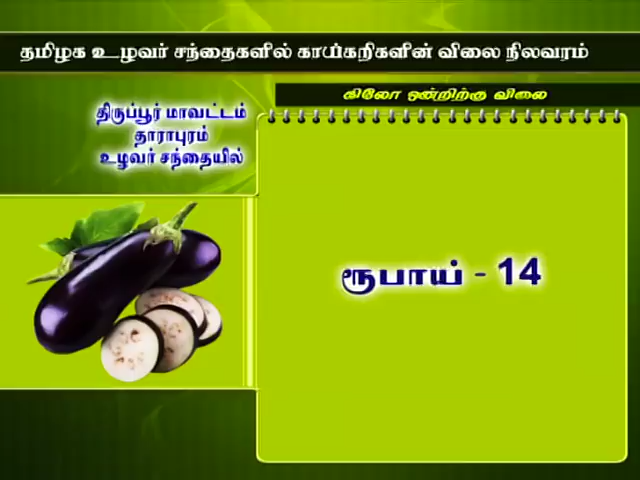 தமிழக உழவர் சந்தைகளில் காய்கறிகளின் விலை நிலவரம்
கிலோ ஒன்றிற்கு விலை
திருப்பூர் மாவட்டம்
தாராபுரம்
உழவர் சந்தையில்
ரூபாய் - 14